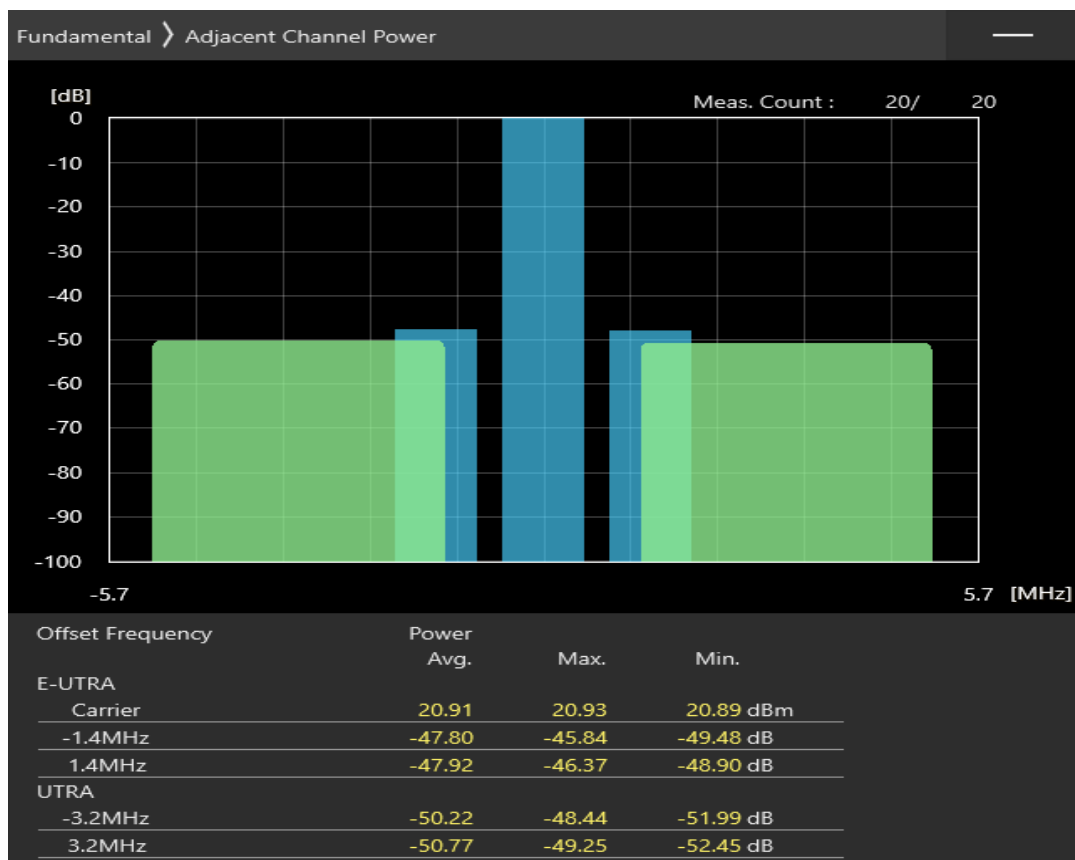 Fundamental 〉 Adjacent Channel Power
[dB]
Meas. Count : 20/ 20
0
-10
-20
-30
-40
-50
-60
-70
-80
-90
-100
-5.7 5.7 [MHz]
Offset Frequency Power
Avg. Max. Min.
E-UTRA
Carrier 20.91 20.93 20.89 dBm
-1.4MHz -47.80 -45.84 -49.48 dB
1.4MHz -47.92 -46.37 -48.90 dB
UTRA
-3.2MHz -50.22 -48.44 -51.99 dB
3.2MHz -50.77 -49.25 -52.45 dB